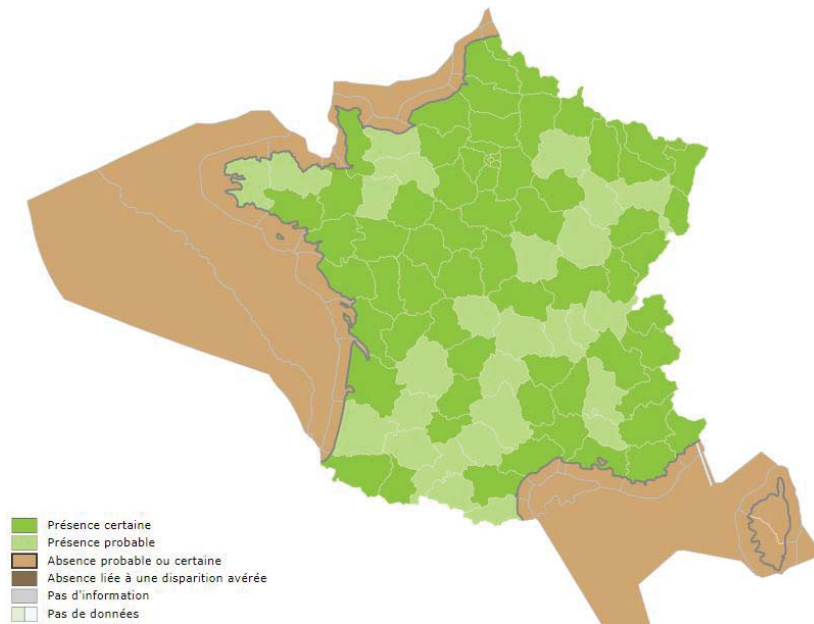 Présence certaine
Présence probable
Absence probable ou certaine
Absence liée à une disparition avérée
Pas d'information
Pas de données